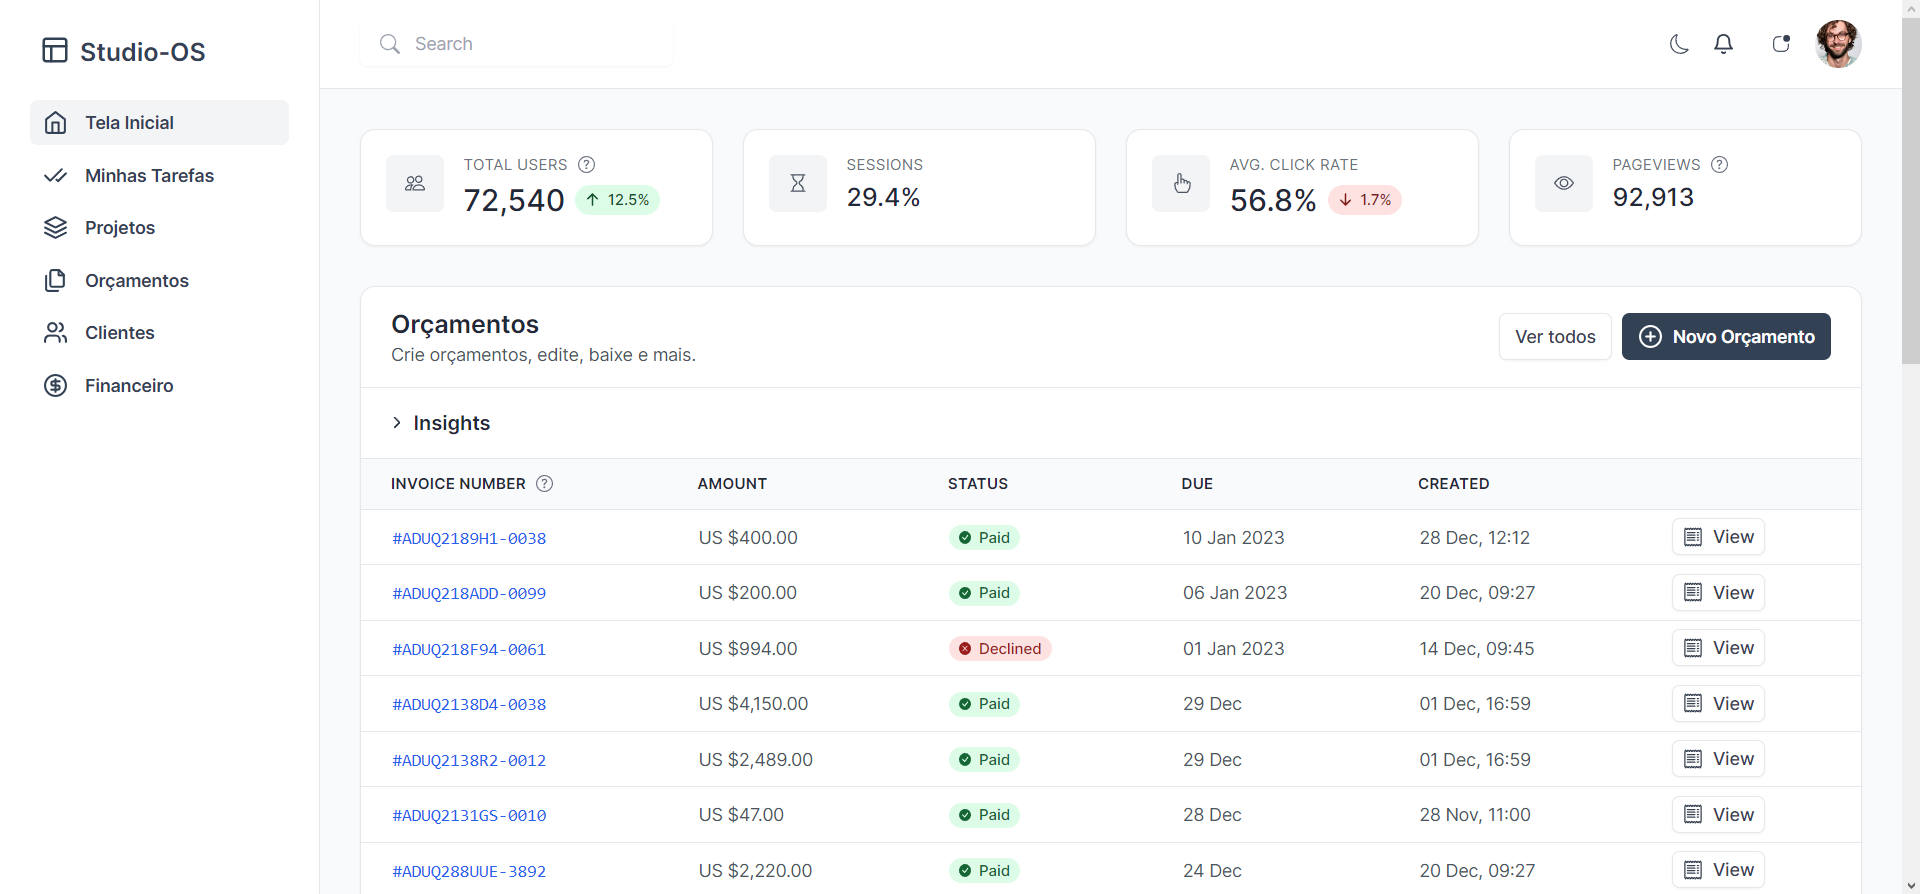 Studio-OS
Tela Inicial
Minhas Tarefas
Projetos
Orçamentos
Clientes
Financeiro
Search
TOTAL USERS
72,540 12.5%
SESSIONS
29.4%
AVG. CLICK RATE
56.8% 1.7%
PAGEVIEWS
92,913
Orçamentos
Crie orçamentos, edite, baixe e mais.
Ver todos Novo Orçamento
Insights
INVOICE NUMBER AMOUNT STATUS DUE CREATED
#ADUQ2189H1-0038 US $400.00 Paid 10 Jan 2023 28 Dec, 12:12 View
#ADUQ218ADD-0099 US $200.00 Paid 06 Jan 2023 20 Dec, 09:27 View
#ADUQ218F94-0061 US $994.00 Declined 01 Jan 2023 14 Dec, 09:45 View
#ADUQ2138D4-0038 US $4,150.00 Paid 29 Dec 01 Dec, 16:59 View
#ADUQ2138R2-0012 US $2,489.00 Paid 29 Dec 01 Dec, 16:59 View
#ADUQ2131GS-0010 US $47.00 Paid 28 Dec 28 Nov, 11:00 View
#ADUQ288UUE-3892 US $2,220.00 Paid 24 Dec 20 Dec, 09:27 View